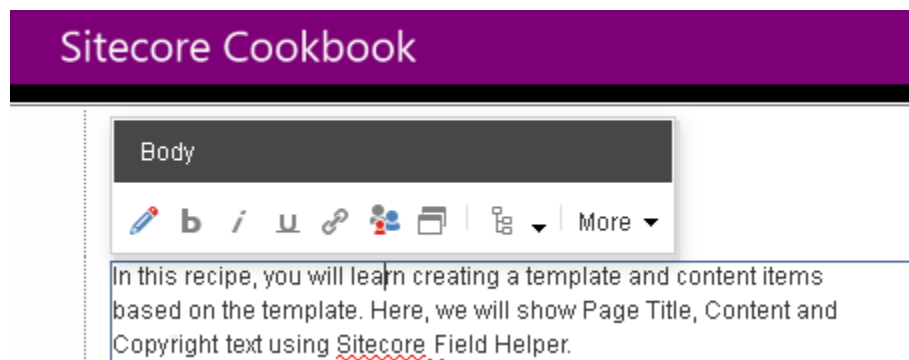 Sitecore Cookbook
Body
b i u More
In this recipe, you will learn creating a template and content items
based on the template. Here, we will show Page Title, Content and
Copyright text using Sitecore Field Helper.